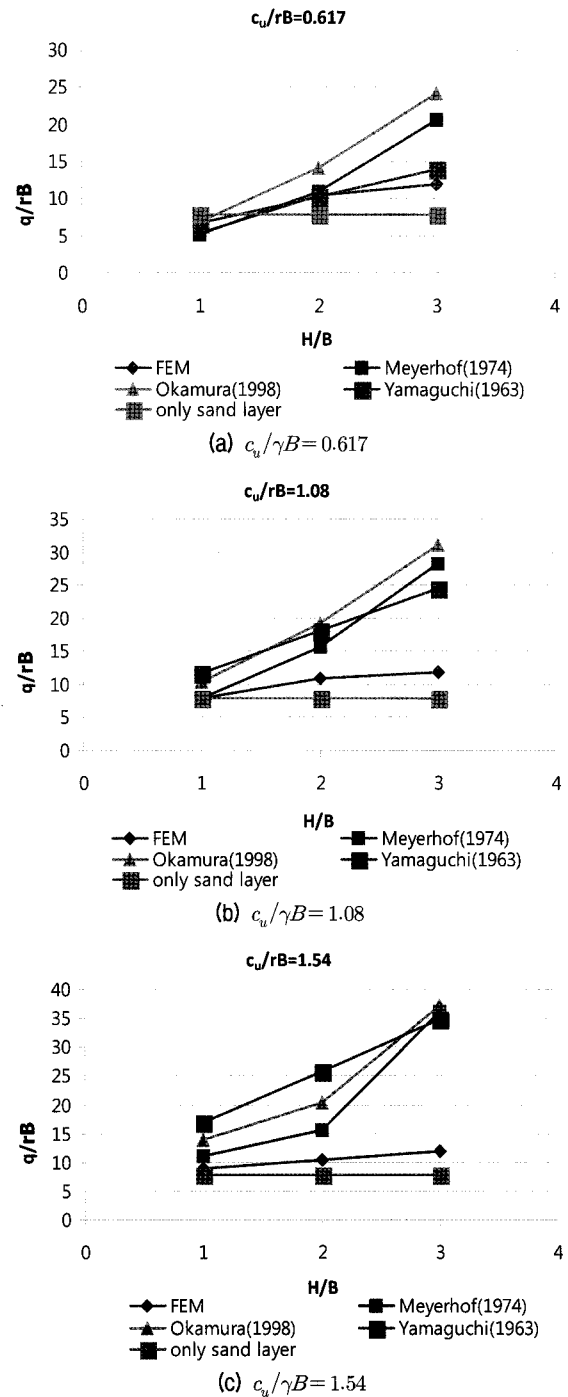 c_u/rB=0.617
30
25
20
15
10
5
0
q/rB
0 1 2 3 4
H/B
FEM Meyerhof(1974)
Okamura(1998) Yamaguchi(1963)
only sand layer
(a) c_u/γB=0.617
c_u/rB=1.08
35
30
25
20
15
10
5
0
q/rB
0 1 2 3 4
H/B
FEM Meyerhof(1974)
Okamura(1998) Yamaguchi(1963)
only sand layer
(b) c_u/γB=1.08
c_u/rB=1.54
40
35
30
25
20
15
10
5
0
q/rB
0 1 2 3 4
H/B
FEM Meyerhof(1974)
Okamura(1998) Yamaguchi(1963)
only sand layer
(c) c_u/γB=1.54